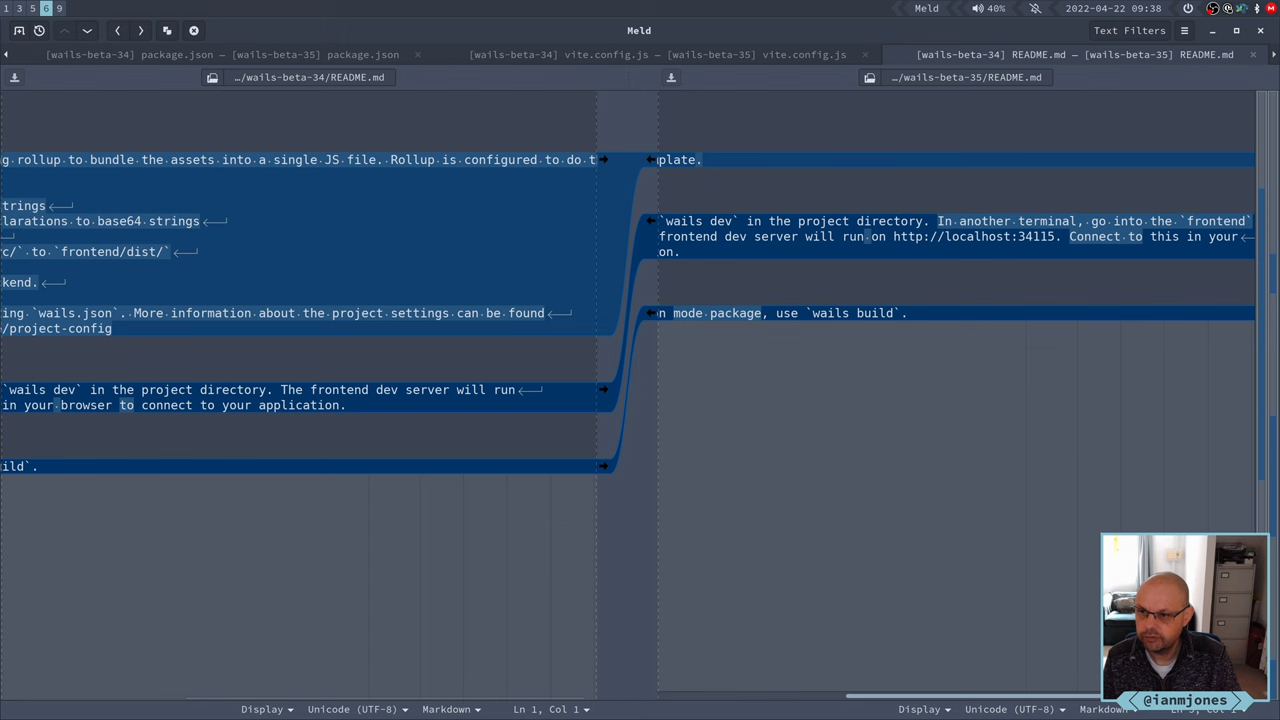 1 3 5 6 9
Meld
40%
2022-04-22 09:38
Meld
Text Filters
[wails-beta-34] package.json — [wails-beta-35] package.json
[wails-beta-34] vite.config.js — [wails-beta-35] vite.config.js
[wails-beta-34] README.md — [wails-beta-35] README.md
.../wails-beta-34/README.md
.../wails-beta-35/README.md
g rollup to bundle the assets into a single JS file. Rollup is configured to do t
trings
larations to base64 strings
rc/` to `frontend/dist/`
kend.
ing `wails.json`. More information about the project settings can be found
/project-config
`wails dev` in the project directory. The frontend dev server will run
in your browser to connect to your application.
ild`.
plate.
`wails dev` in the project directory. In another terminal, go into the `frontend`
frontend dev server will run on http://localhost:34115. Connect to this in your
on.
n mode package, use `wails build`.
@ianmjones
Display
Unicode (UTF-8)
Markdown
Ln 1, Col 1
Display
Unicode (UTF-8)